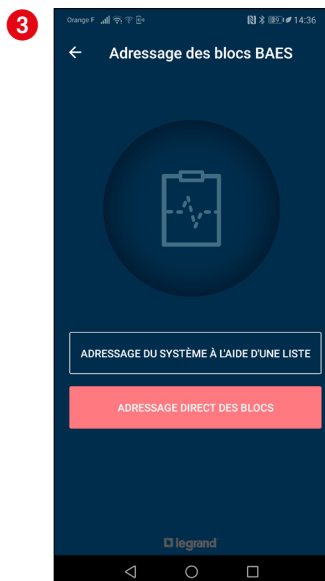 3
Orange F 89 14:36
Adressage des blocs BAES
ADRESSAGE DU SYSTÈME À L'AIDE D'UNE LISTE
ADRESSAGE DIRECT DES BLOCS
legrand